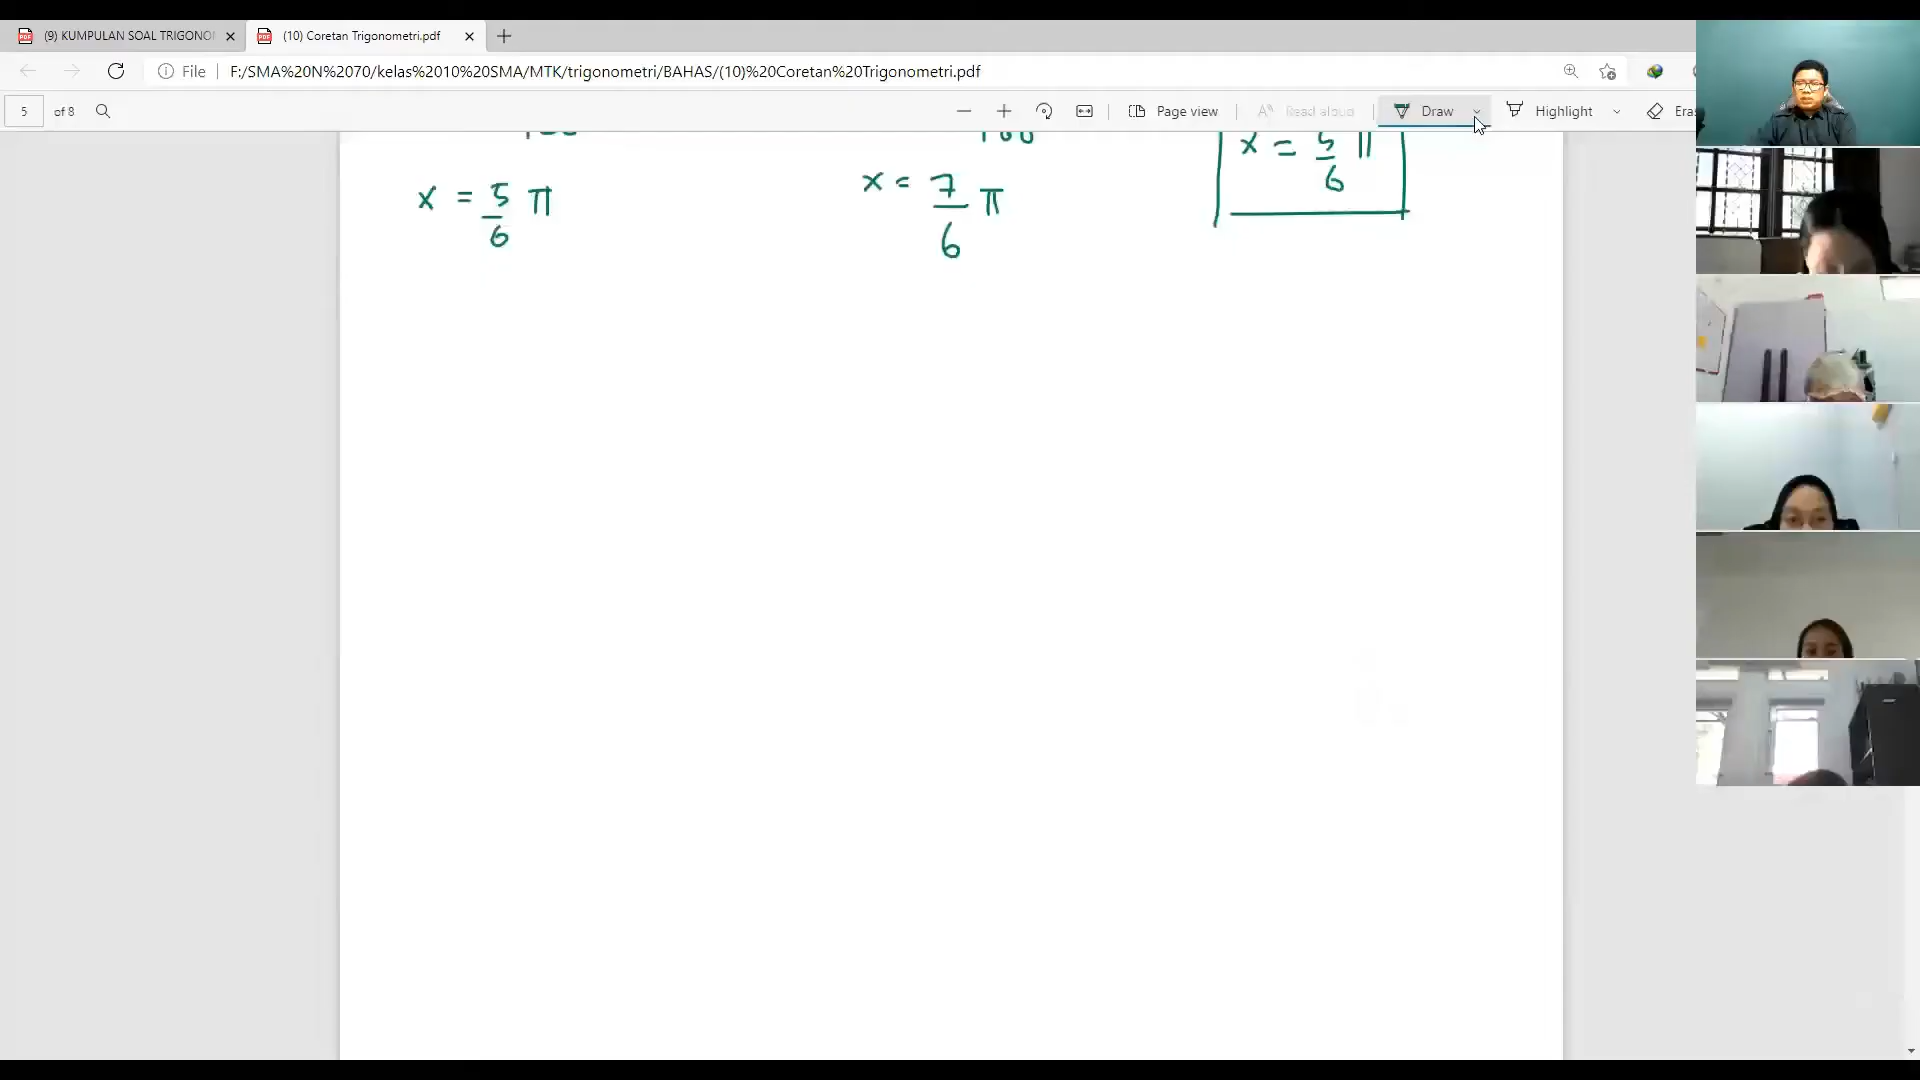 (9) KUMPULAN SOAL TRIGONO
(10) Coretan Trigonometri.pdf
File
F:/SMA%20N%2070/kelas%2010%20SMA/MTK/trigonometri/BAHAS/(10)%20Coretan%20Trigonometri.pdf
5 of 8
Page view
Read aloud
Draw
Highlight
Eras
x = 5/6 π
x = 7/6 π
x = 5/6 π